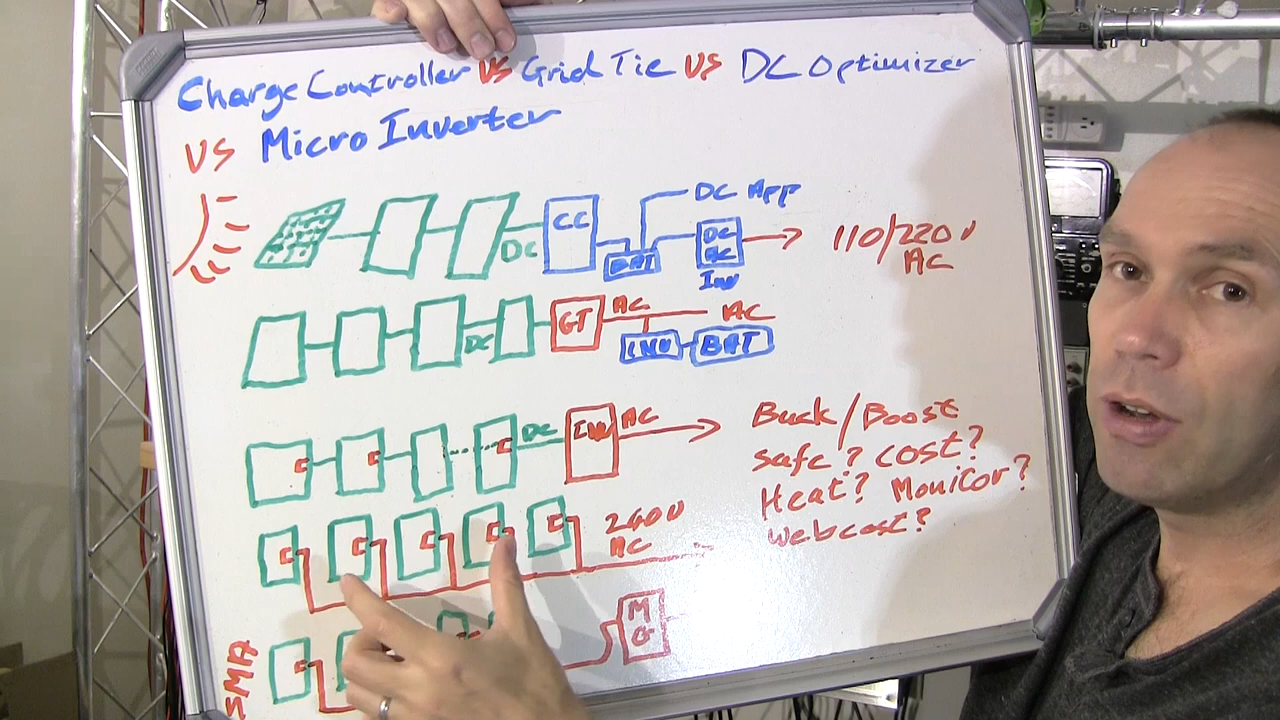 Charge Controller VS Grid Tie VS DC Optimizer
VS Micro Inverter
DC App
CC
DC
BAT
DC
AC
Inv
110/220V
AC
DC
GT
AC
AC
INV
BAT
DC
INV
AC
Buck/Boost
safe? cost?
Heat? Monitor?
webcast?
240V
AC
SMA
M
G